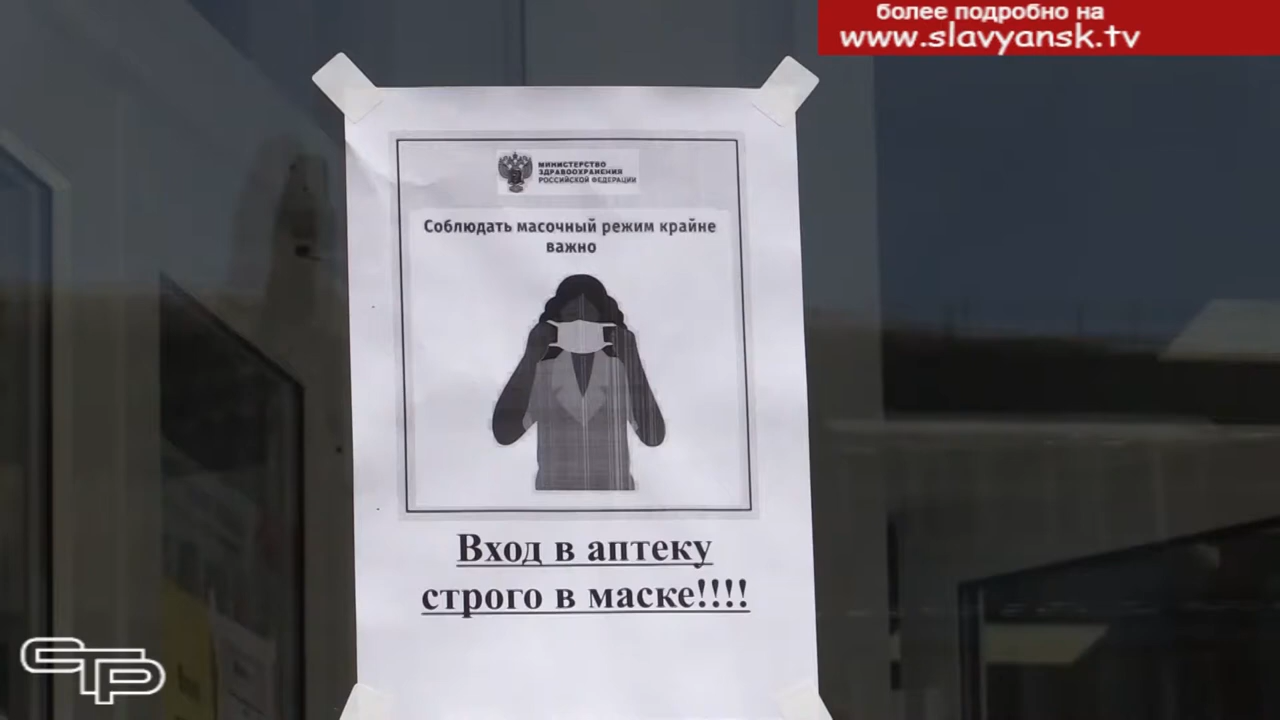 более подробно на
www.slavyansk.tv
МИНИСТЕРСТВО
ЗДРАВООХРАНЕНИЯ
РОССИЙСКОЙ ФЕДЕРАЦИИ
Соблюдать масочный режим крайне
важно
Вход в аптеку
строго в маске!!!!
СТР